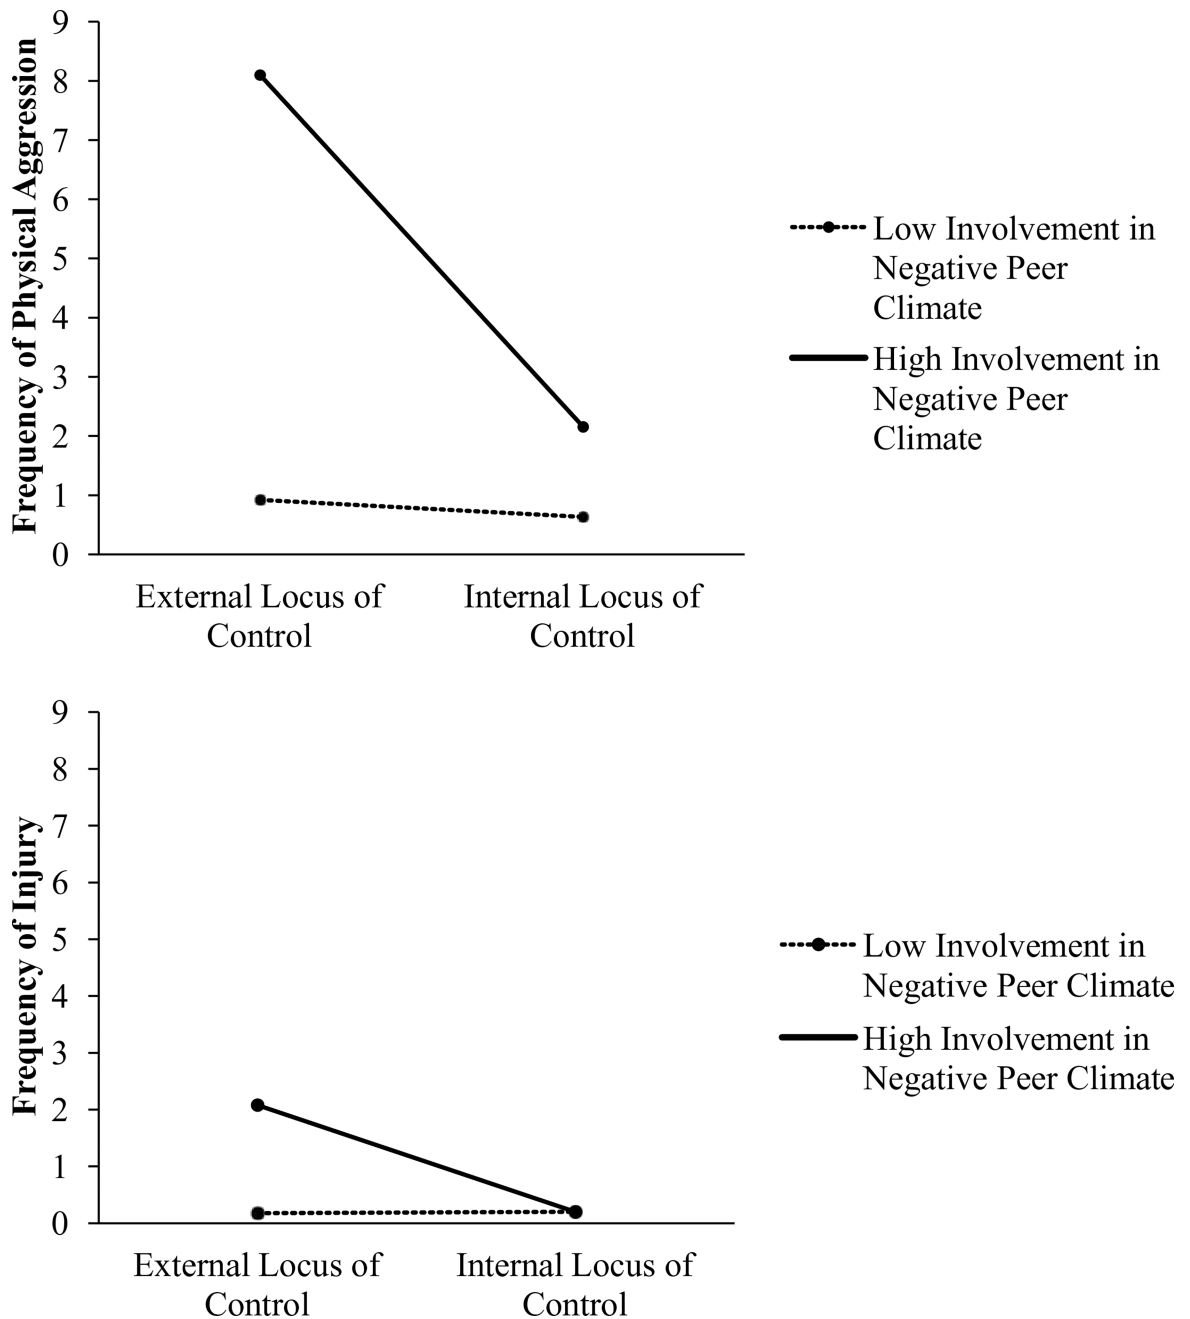 Frequency of Physical Aggression
9
8
7
6
5
4
3
2
1
0
External Locus of
Control
Internal Locus of
Control
Low Involvement in
Negative Peer
Climate
High Involvement in
Negative Peer
Climate
Frequency of Injury
9
8
7
6
5
4
3
2
1
0
External Locus of
Control
Internal Locus of
Control
Low Involvement in
Negative Peer Climate
High Involvement in
Negative Peer Climate